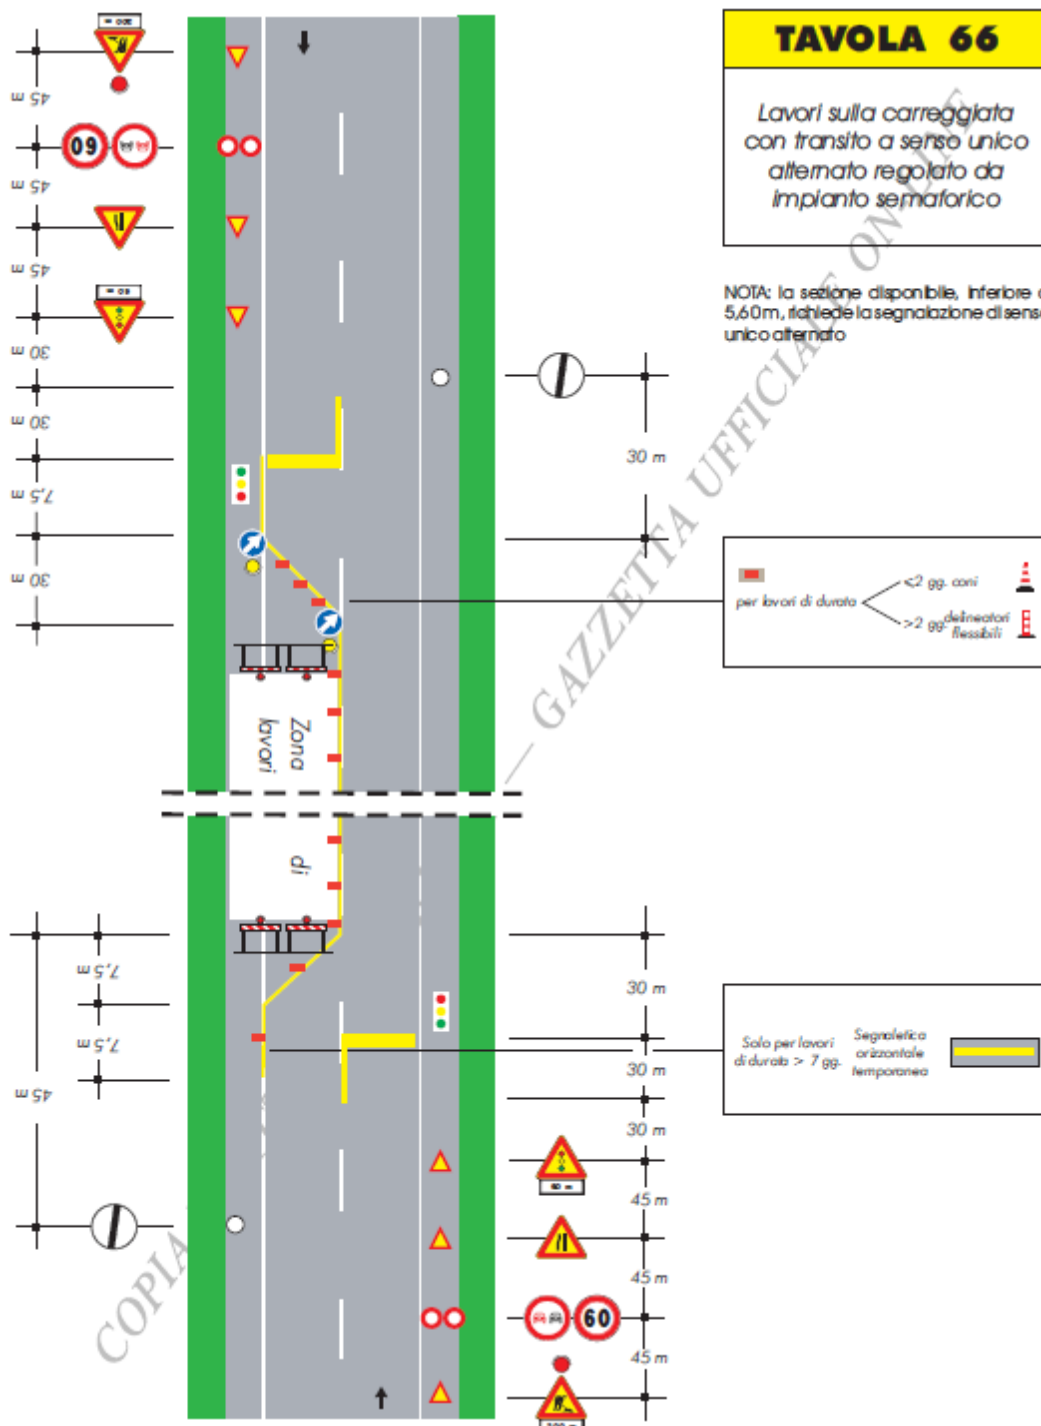 TAVOLA 66
Lavori sulla carreggiata
con transito a senso unico
alternato regolato da
impianto semaforico
NOTA: la sezione disponibile, inferiore a
5,60m, richiede la segnalazione di senso
unico alternato
45 m
60
45 m
45 m
30 m
30 m
7,5 m
30 m
30 m
per lavori di durata
<2 gg. coni
>2 gg. delineatori
flessibili
Zona
lavori
di
7,5 m
7,5 m
45 m
30 m
30 m
30 m
45 m
45 m
45 m
Solo per lavori
di durata > 7 gg.
Segnaletica
orizzontale
temporanea
60 m
60
COPIA
— GAZZETTA UFFICIALE ON-LINE